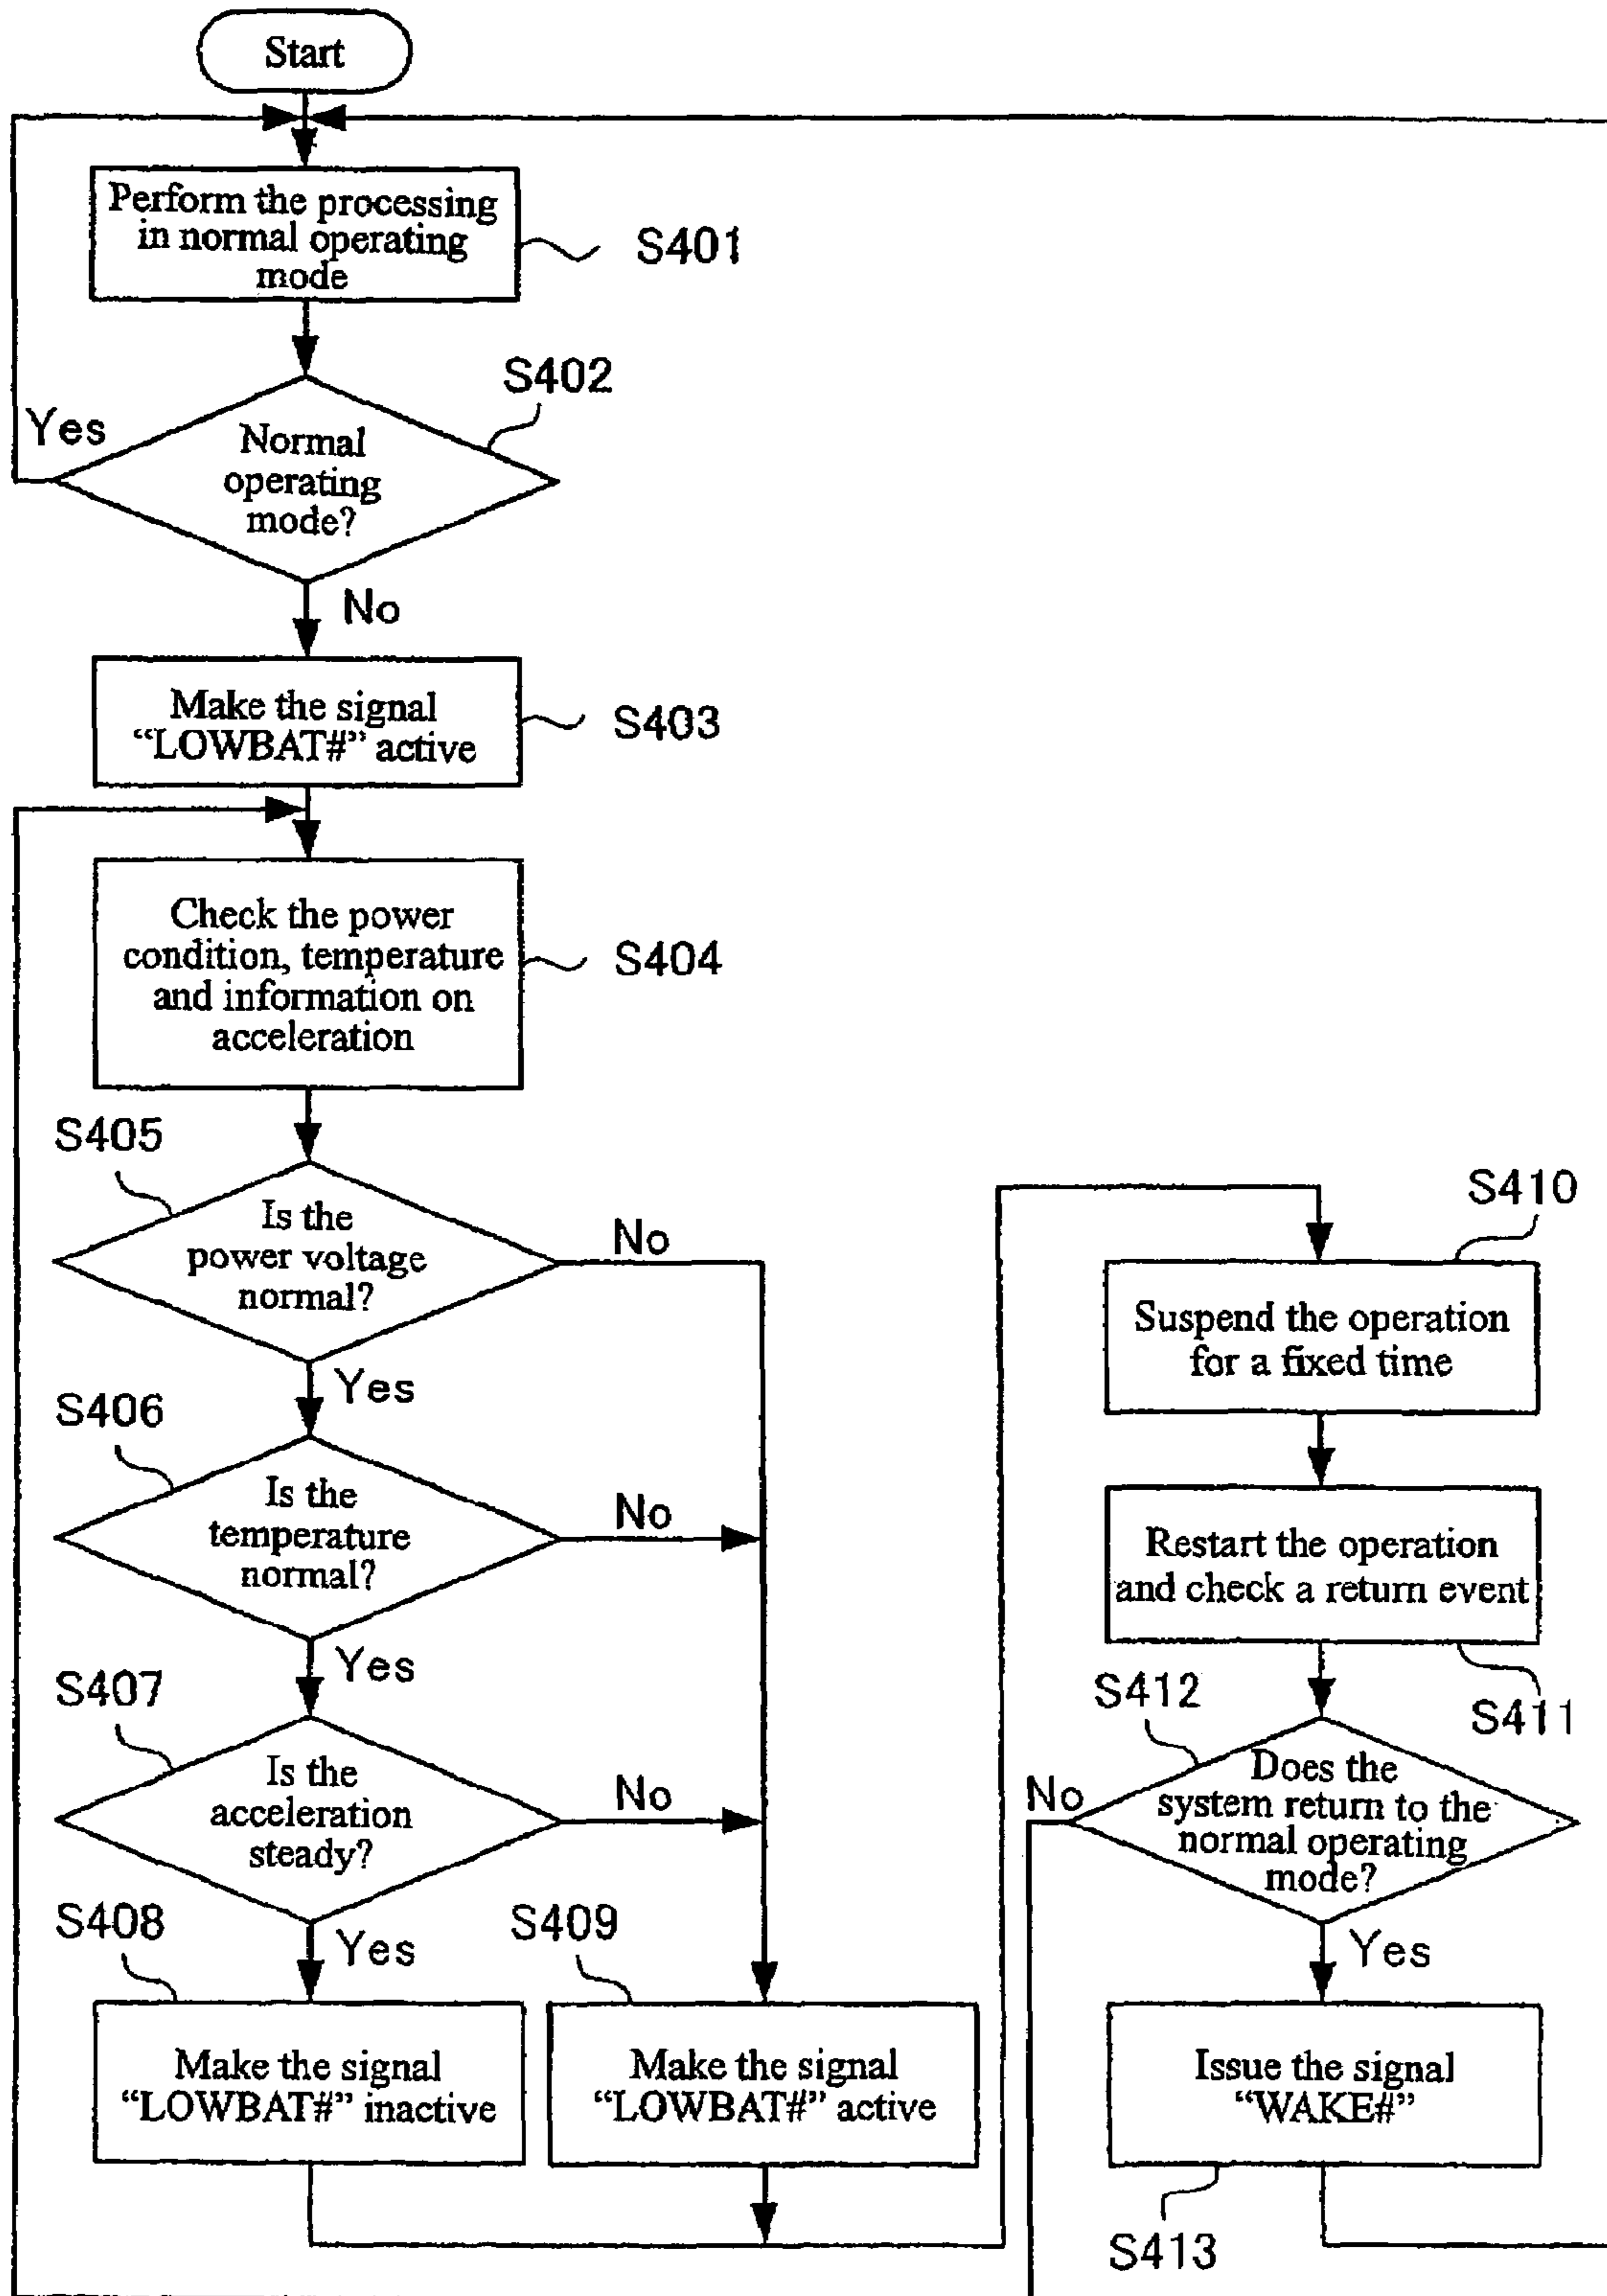 Start
Perform the processing
in normal operating
mode
S401
S402
Yes
Normal
operating
mode?
No
Make the signal
“LOWBAT#” active
S403
Check the power
condition, temperature
and information on
acceleration
S404
S405
Is the
power voltage
normal?
No
Yes
S406
Is the
temperature
normal?
No
Yes
S407
Is the
acceleration
steady?
No
Yes
S408
Make the signal
“LOWBAT#” inactive
S409
Make the signal
“LOWBAT#” active
S410
Suspend the operation
for a fixed time
Restart the operation
and check a return event
S411
S412
No
Does the
system return to the
normal operating
mode?
Yes
Issue the signal
“WAKE#”
S413